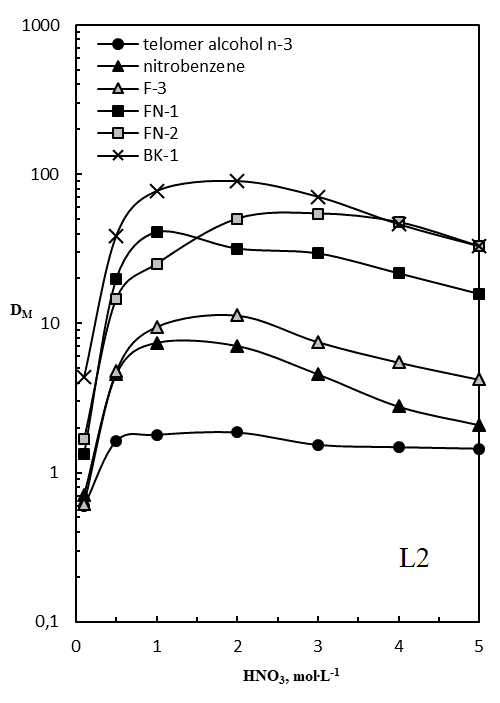 1000
telomer alcohol n-3
nitrobenzene
F-3
FN-1
FN-2
BK-1
100
D_M
10
1
L2
0,1
0 1 2 3 4 5
HNO₃, mol·L⁻¹